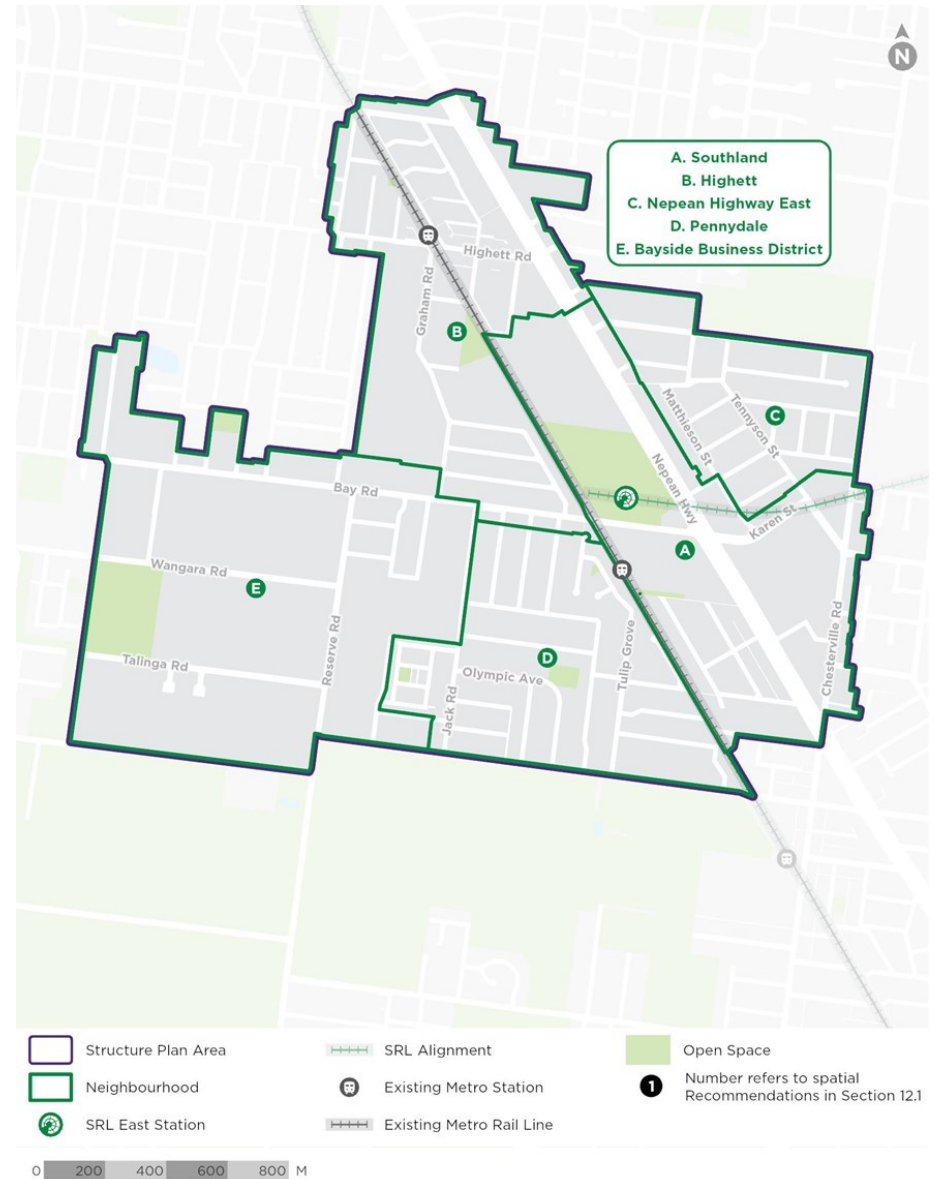 N
A. Southland
B. Highett
C. Nepean Highway East
D. Pennydale
E. Bayside Business District
Highett Rd
Graham Rd
B
Matthieson St
Tennyson St
C
Nepean Hwy
Bay Rd
Karen St
A
Wangara Rd
E
Reserve Rd
Tulip Grove
Chesterville Rd
D
Talinga Rd
Olympic Ave
Jack Rd
Structure Plan Area
SRL Alignment
Open Space
Neighbourhood
Existing Metro Station
1
Number refers to spatial
Recommendations in Section 12.1
SRL East Station
Existing Metro Rail Line
0 200 400 600 800 M